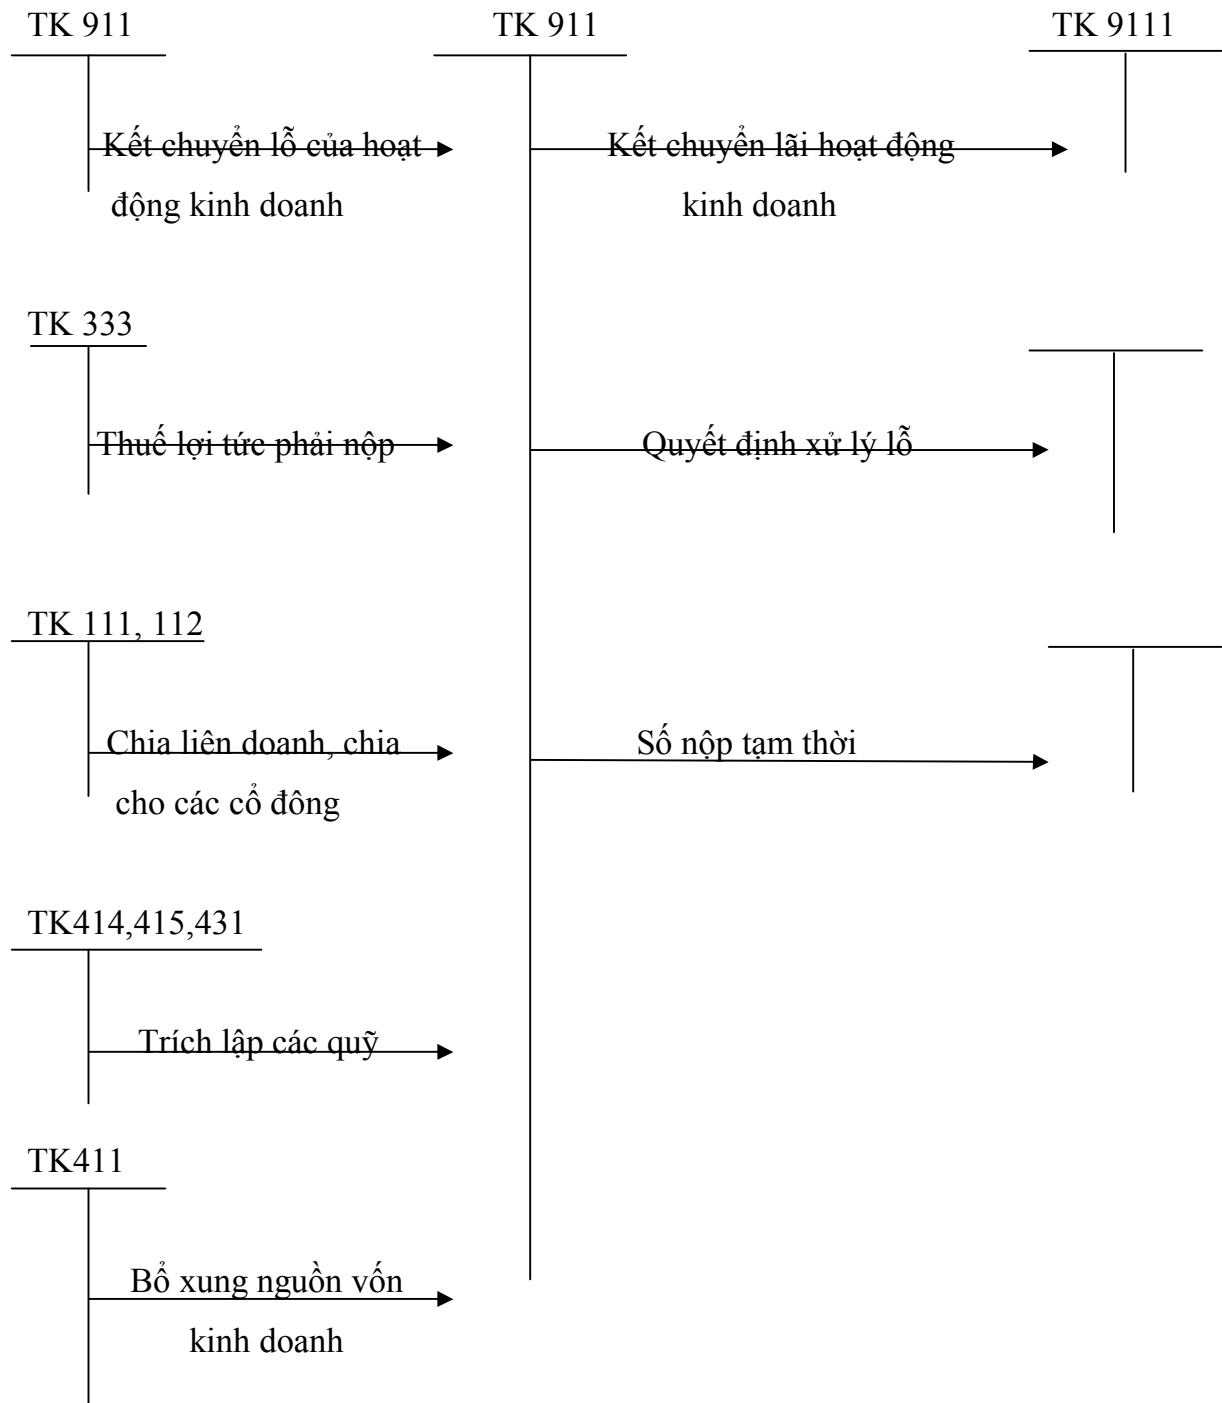 TK 911
TK 911
TK 9111
Kết chuyển lỗ của hoạt
động kinh doanh
Kết chuyển lãi hoạt động
kinh doanh
TK 333
Thuế lợi tức phải nộp
Quyết định xử lý lỗ
TK 111, 112
Chia liên doanh, chia
cho các cổ đông
Số nộp tạm thời
TK414,415,431
Trích lập các quỹ
TK411
Bổ xung nguồn vốn
kinh doanh